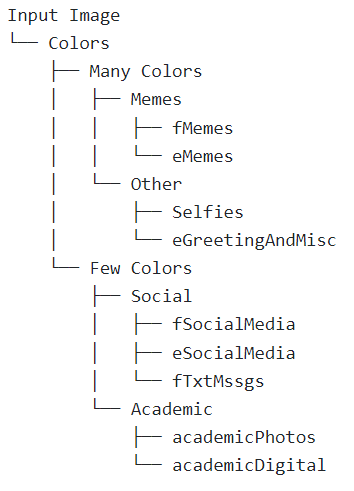 Input Image
└── Colors
    ├── Many Colors
    │   ├── Memes
    │   │   ├── fMemes
    │   │   └── eMemes
    │   └── Other
    │       ├── Selfies
    │       └── eGreetingAndMisc
    └── Few Colors
        ├── Social
        │   ├── fSocialMedia
        │   ├── eSocialMedia
        │   └── fTxtMssgs
        └── Academic
            ├── academicPhotos
            └── academicDigital